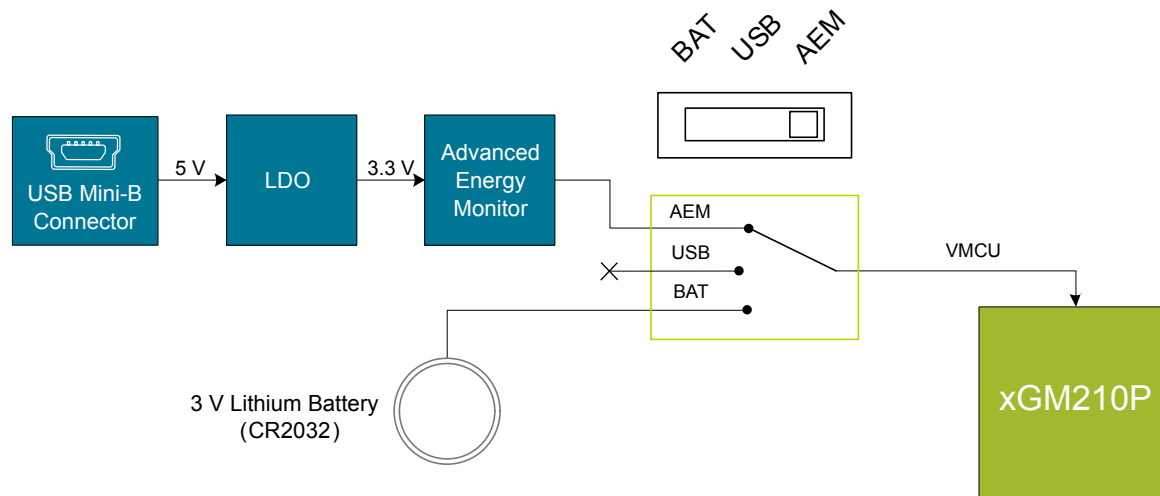 BAT
USB
AEM
USB Mini-B
Connector
5 V
LDO
3.3 V
Advanced
Energy
Monitor
AEM
USB
BAT
VMCU
3 V Lithium Battery
(CR2032)
xGM210P